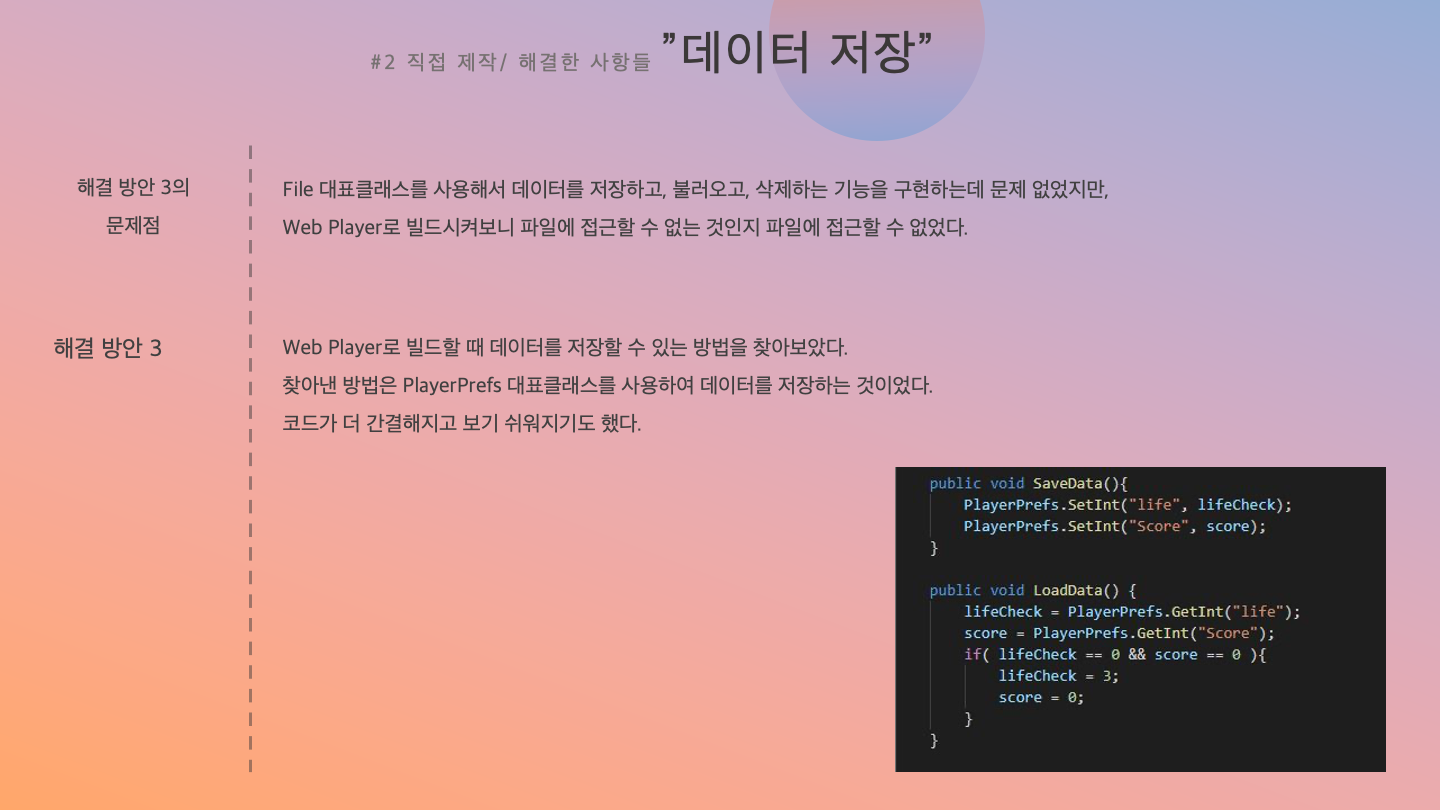 #2 직접 제작/ 해결한 사항들 ”데이터 저장”
해결 방안 3의
문제점
File 대표클래스를 사용해서 데이터를 저장하고, 불러오고, 삭제하는 기능을 구현하는데 문제 없었지만,
Web Player로 빌드시켜보니 파일에 접근할 수 없는 것인지 파일에 접근할 수 없었다.
해결 방안 3
Web Player로 빌드할 때 데이터를 저장할 수 있는 방법을 찾아보았다.
찾아낸 방법은 PlayerPrefs 대표클래스를 사용하여 데이터를 저장하는 것이었다.
코드가 더 간결해지고 보기 쉬워지기도 했다.
public void SaveData(){
    PlayerPrefs.SetInt("life", lifeCheck);
    PlayerPrefs.SetInt("Score", score);
}
public void LoadData() {
    lifeCheck = PlayerPrefs.GetInt("life");
    score = PlayerPrefs.GetInt("Score");
    if( lifeCheck == 0 && score == 0 ){
        lifeCheck = 3;
        score = 0;
    }
}